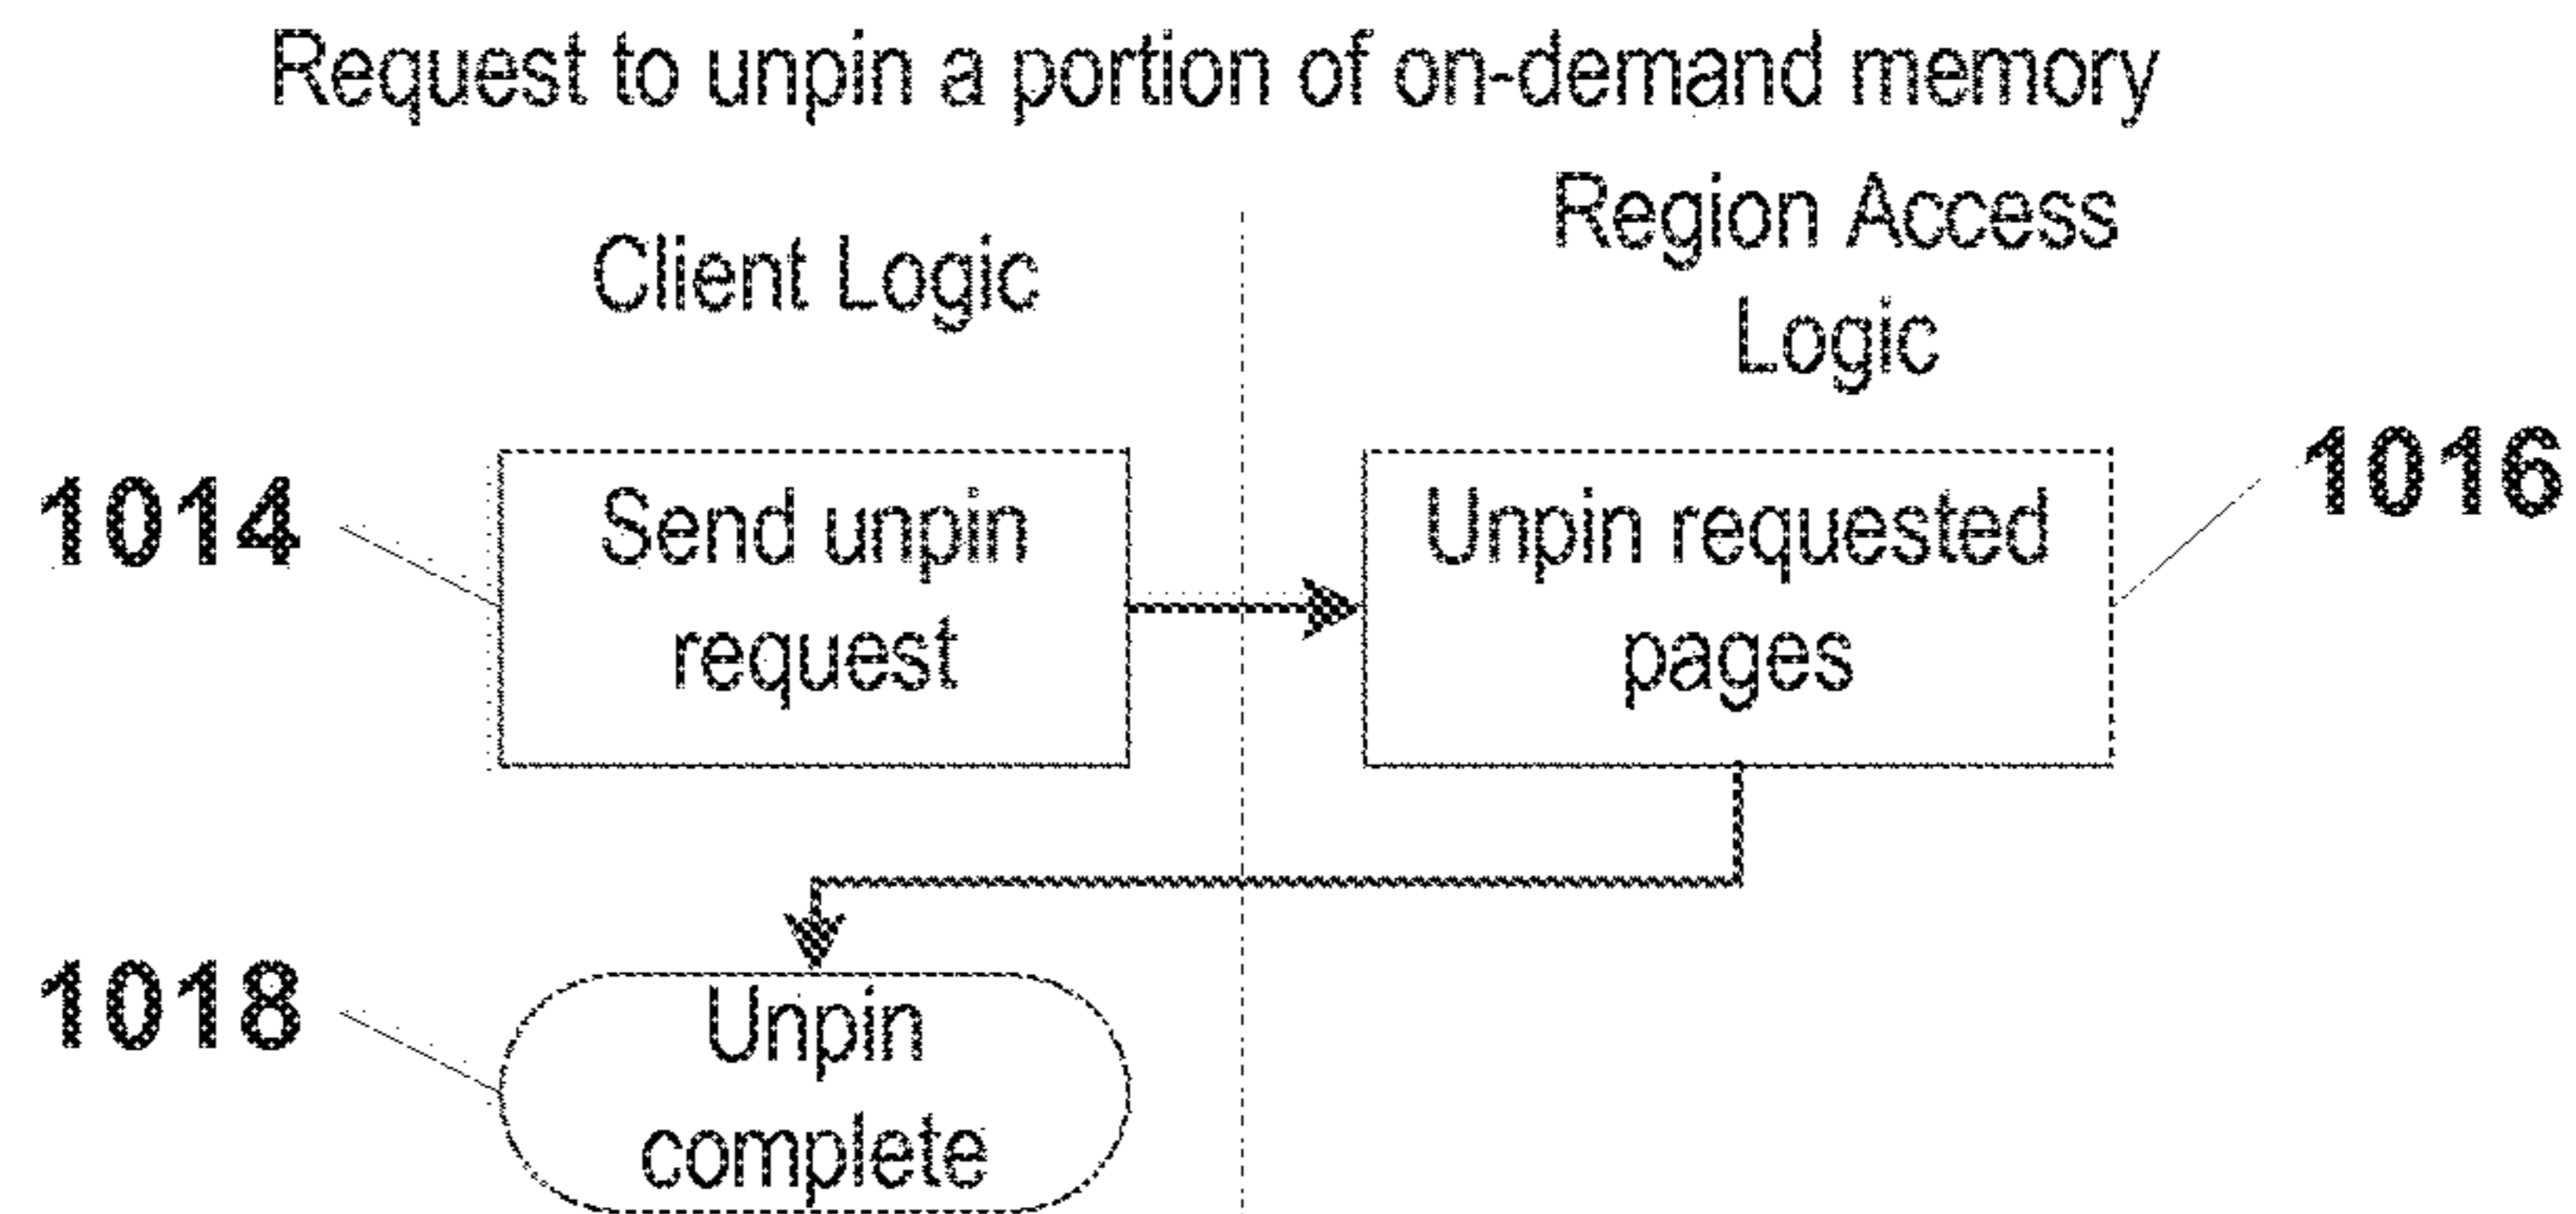 Request to unpin a portion of on-demand memory
Client Logic
Region Access
Logic
1014
Send unpin
request
Unpin requested
pages
1016
1018
Unpin
complete